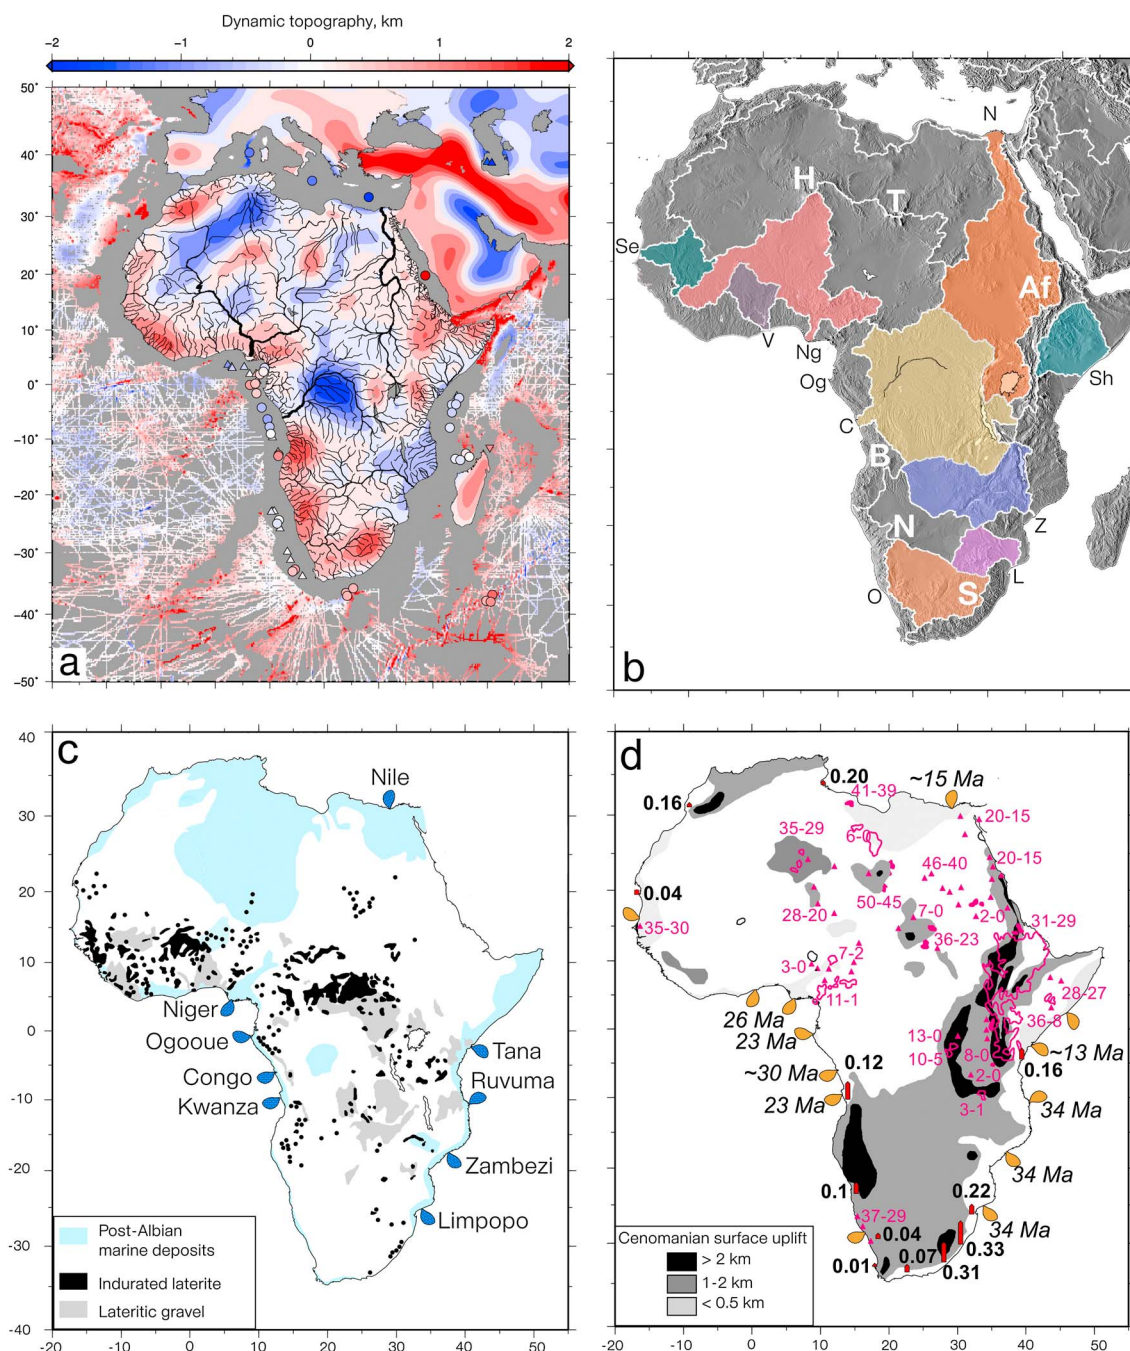 Dynamic topography, km
−2 −1 0 1 2
50°
40°
30°
20°
10°
0°
−10°
−20°
−30°
−40°
−50°
a
N
H
T
Se
Af
V
Ng
Og
Sh
C
B
Z
N
L
O
S
b
c
40
30
20
10
0
-10
-20
-30
-40
-20 -10 0 10 20 30 40 50
Nile
Niger
Ogooue
Congo
Kwanza
Tana
Ruvuma
Zambezi
Limpopo
Post-Albian
marine deposits
Indurated laterite
Lateritic gravel
d
0.20
~15 Ma
0.16
41-39
20-15
35-29
6-0
46-40
20-15
0.04
50-45
28-20
7-0
2-0
31-29
35-30
36-23
7-2
3-0
28-27
11-1
36-8
26 Ma
23 Ma
13-0
10-5
8-0
~13 Ma
0.12
2-0
0.16
~30 Ma
23 Ma
3-1
34 Ma
34 Ma
0.1
0.22
37-29
34 Ma
0.04
0.33
0.07
0.01
0.31
Cenomanian surface uplift
> 2 km
1-2 km
< 0.5 km
-20 -10 0 10 20 30 40 50